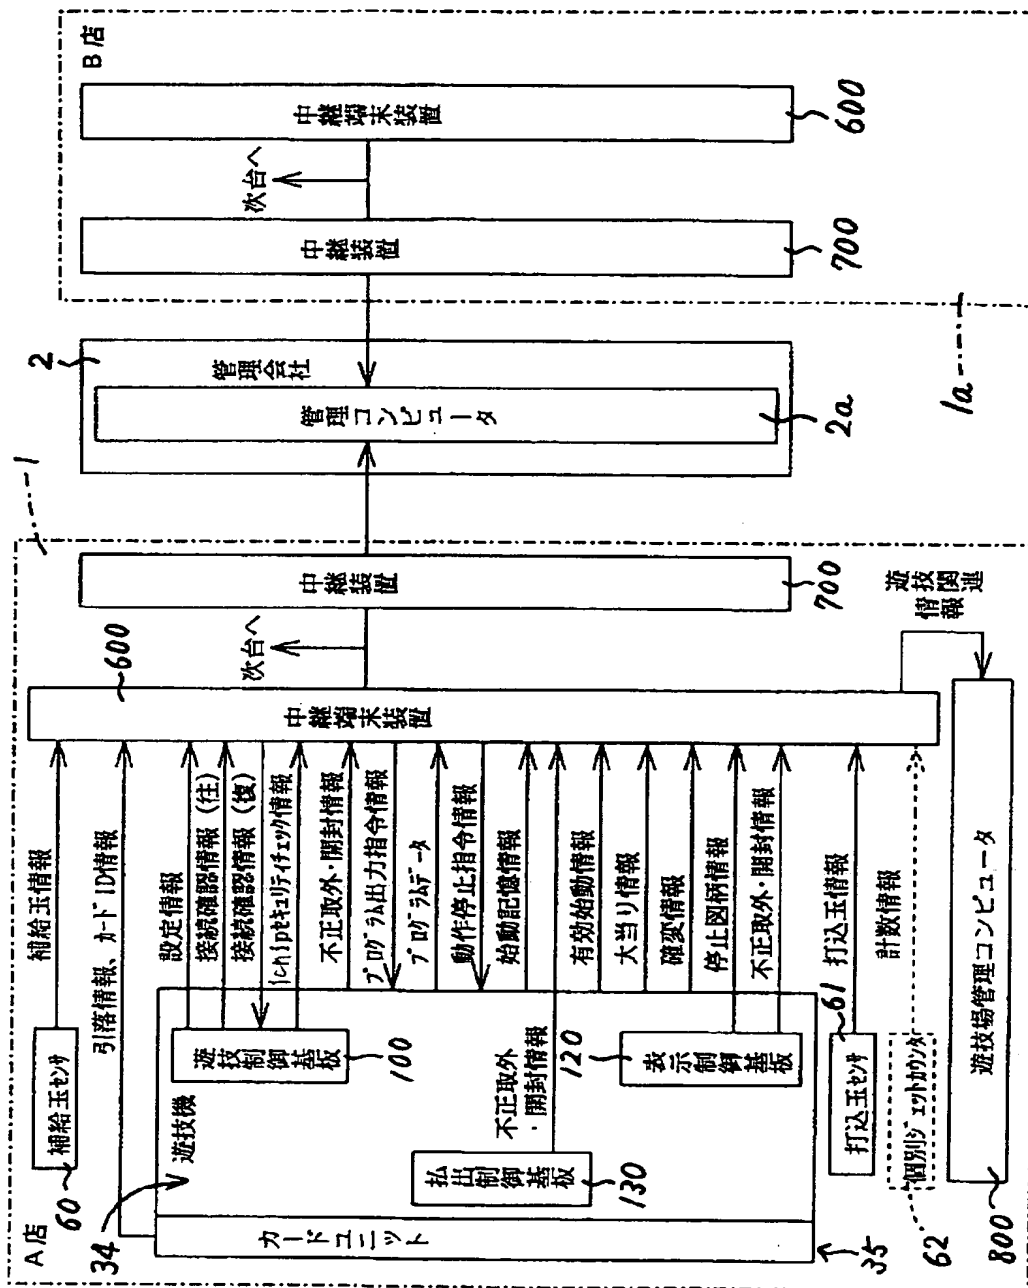 A店
34
遊技機
カードユニット
35
60
補給玉センサ
補給玉情報
引落情報、カードID情報
設定情報
接続確認情報(往)
接続確認情報(復)
1chipセキュリティチェック情報
不正取外・開封情報
プログラム出力指令情報
プログラムデータ
動作停止指令情報
始動記憶情報
有効始動情報
大当り情報
確変情報
停止図柄情報
不正取外・開封情報
遊技制御基板
100
払出制御基板
130
不正取外
・開封情報
120
表示制御基板
61
打込玉センサ
打込玉情報
個別ジェットカウンタ
62
計数情報
遊技場管理コンピュータ
800
遊技関連
情報
600
中継端末装置
次台へ
中継装置
700
1
2
管理会社
管理コンピュータ
2a
1a
B店
中継装置
700
次台へ
中継端末装置
600